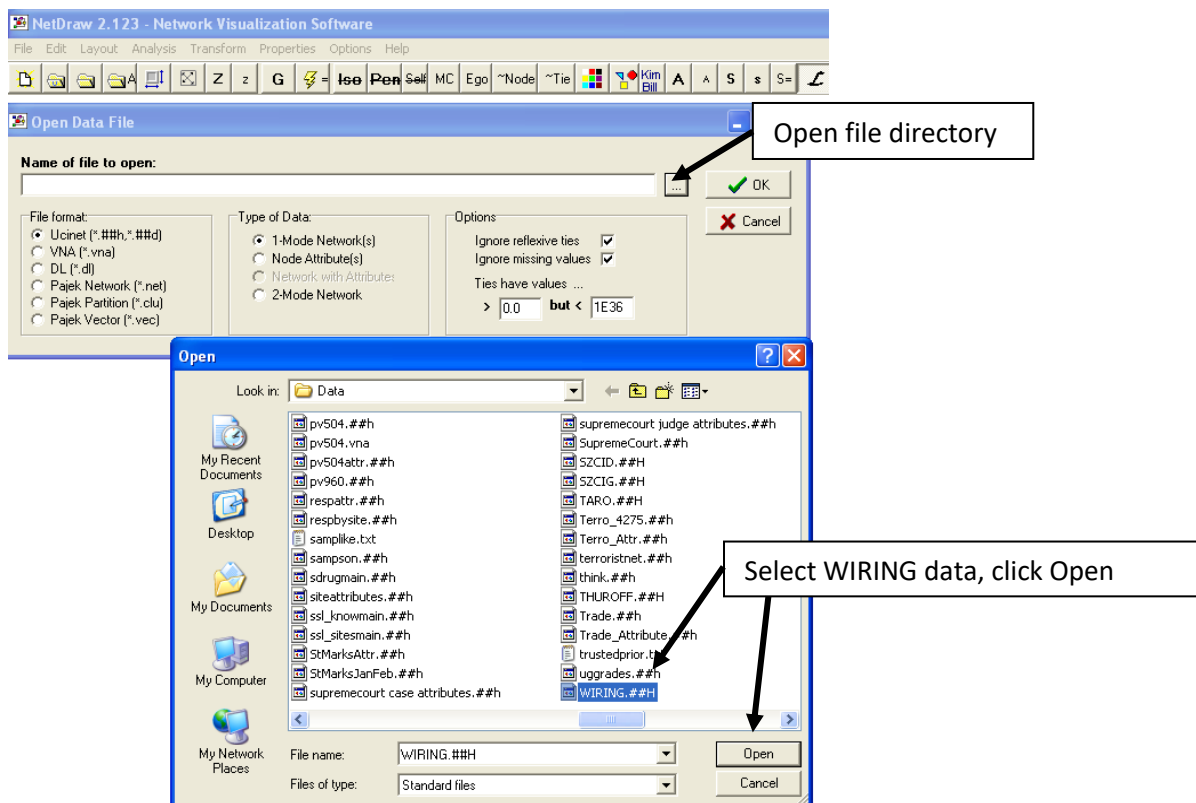 NetDraw 2.123 - Network Visualization Software
File Edit Layout Analysis Transform Properties Options Help
A Z z G = Iso Pen Self MC Ego ~Node ~Tie Kim Bill A A S s S= L
Open Data File
Open file directory
Name of file to open:
...
OK
Cancel
File format:
Ucinet (*.##h,*.##d)
VNA (*.vna)
DL (*.dl)
Pajek Network (*.net)
Pajek Partition (*.clu)
Pajek Vector (*.vec)
Type of Data:
1-Mode Network(s)
Node Attribute(s)
Network with Attributes
2-Mode Network
Options
Ignore reflexive ties
Ignore missing values
Ties have values ...
> 0.0 but < 1E36
Open
Look in: Data
My Recent Documents
Desktop
My Documents
My Computer
My Network Places
pv504.##h
pv504.vna
pv504attr.##h
pv960.##h
respattr.##h
respbysite.##h
samplike.txt
sampson.##h
sdrugmain.##h
siteattributes.##h
ssl_knowmain.##h
ssl_sitesmain.##h
StMarksAttr.##h
StMarksJanFeb.##h
supremecourt case attributes.##h
supremecourt judge attributes.##h
SupremeCourt.##h
SZCID.##H
SZCIG.##H
TARO.##H
Terro_4275.##h
Terro_Attr.##h
terroristnet.##h
think.##h
THUROFF.##H
Trade.##h
Trade_Attribute.##h
trustedprior.t
uggrades.##h
WIRING.##H
Select WIRING data, click Open
File name: WIRING.##H
Open
Files of type: Standard files
Cancel